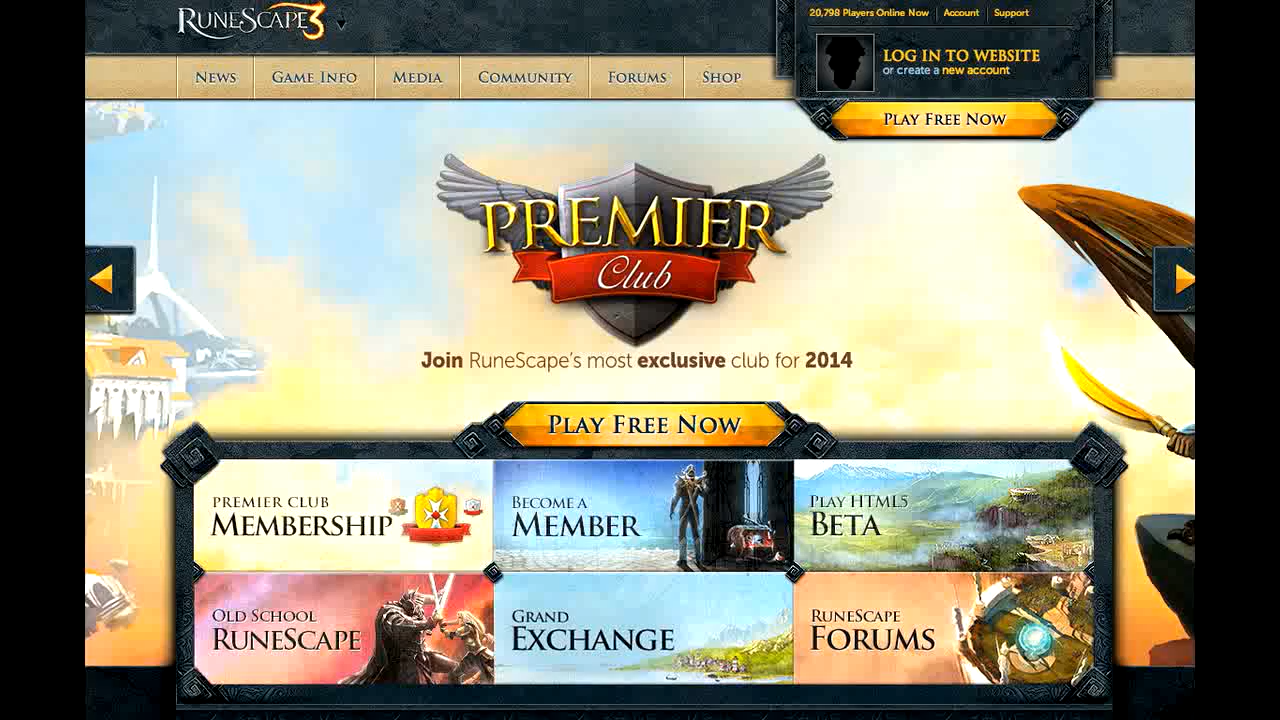 RuneScape 3
20,798 Players Online Now Account Support
Log in to Website
or create a new account
News Game Info Media Community Forums Shop
Play Free Now
PREMIER
Club
Join RuneScape's most exclusive club for 2014
Play Free Now
Premier Club
Membership
Become a
Member
Play HTML5
Beta
Old School
RuneScape
Grand
Exchange
RuneScape
Forums